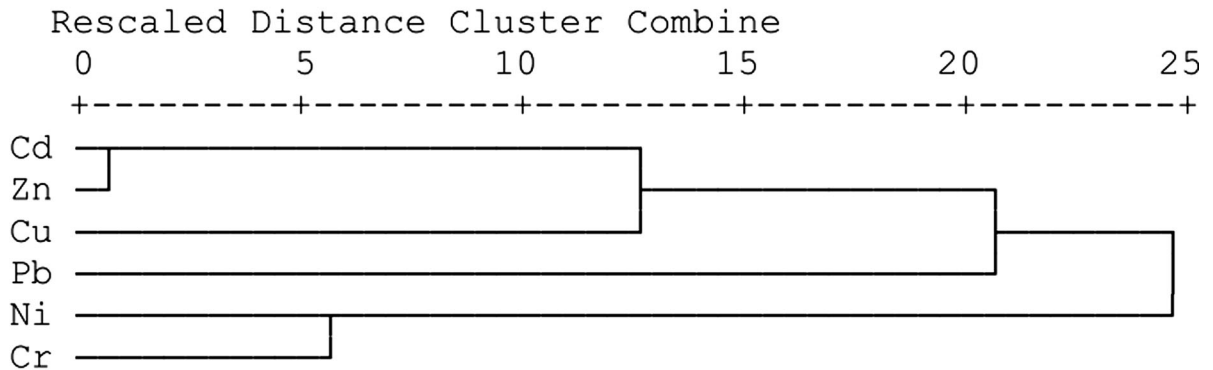 Rescaled Distance Cluster Combine
0 5 10 15 20 25
+---------+---------+---------+---------+---------+
Cd
Zn
Cu
Pb
Ni
Cr